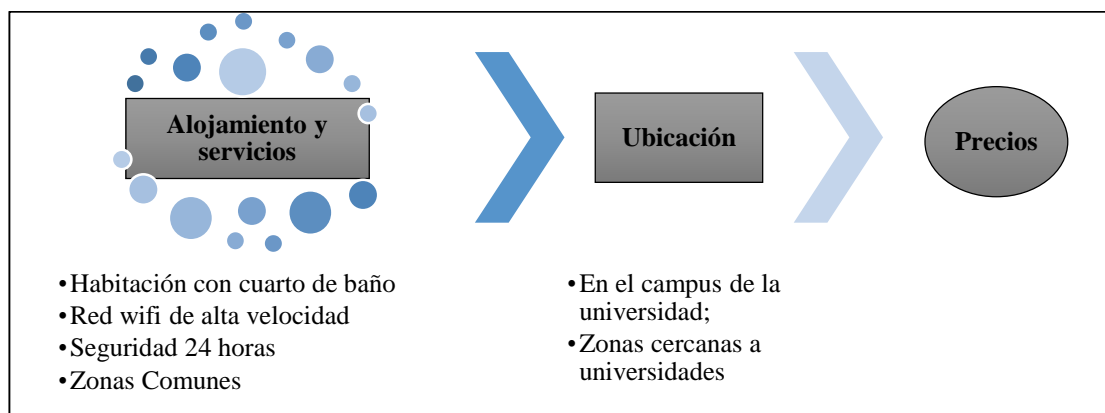 Alojamiento y
servicios
Ubicación
Precios
•Habitación con cuarto de baño
•Red wifi de alta velocidad
•Seguridad 24 horas
•Zonas Comunes
•En el campus de la
universidad;
•Zonas cercanas a
universidades